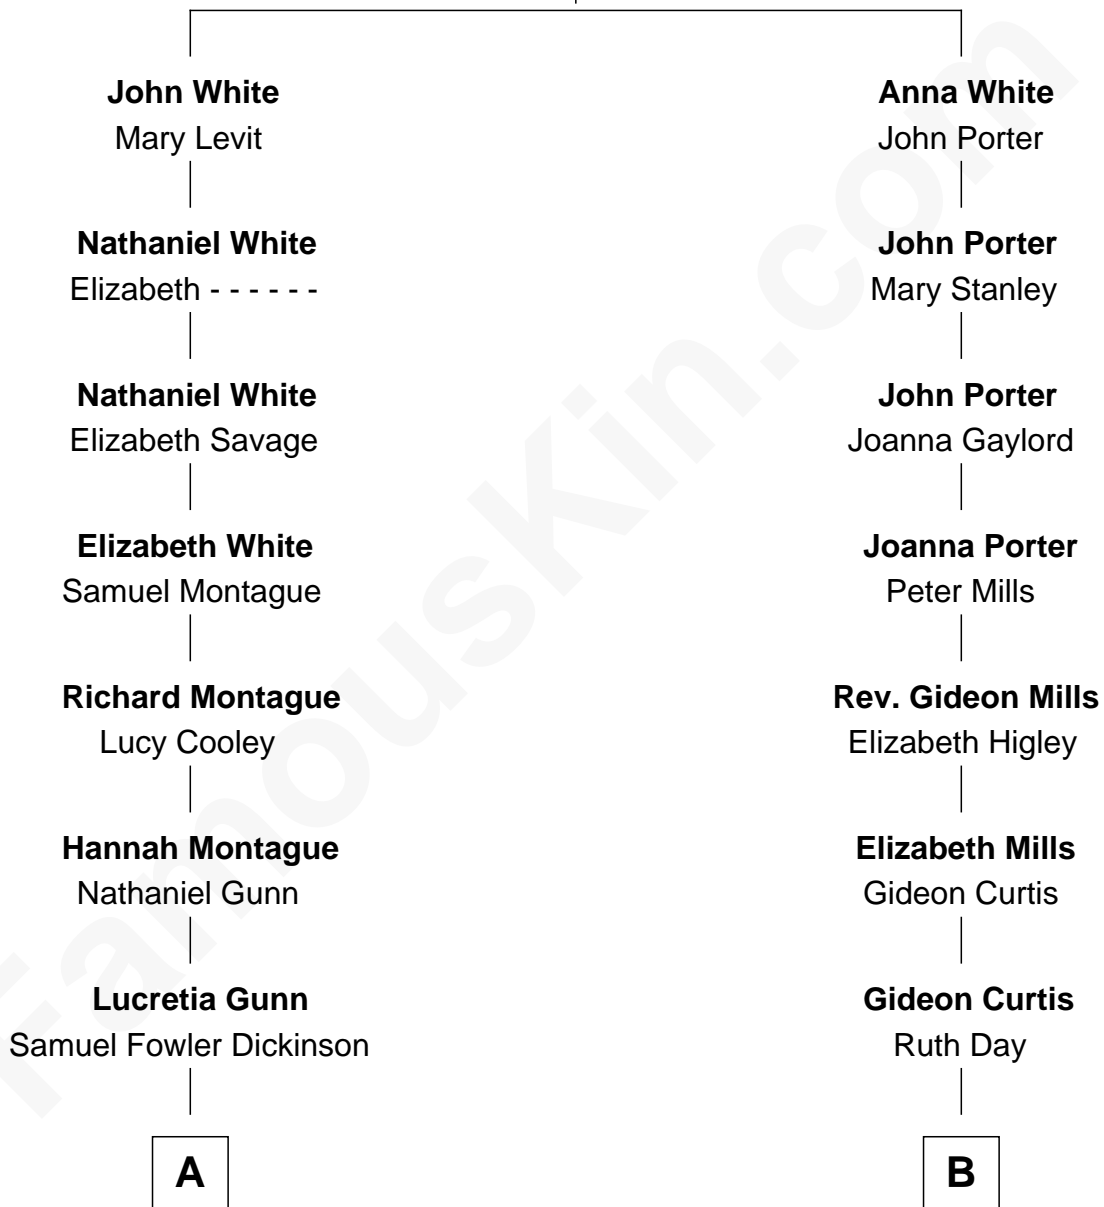 John White
Mary Levit
Nathaniel White
Elizabeth - - - - - -
Nathaniel White
Elizabeth Savage
Elizabeth White
Samuel Montague
Richard Montague
Lucy Cooley
Hannah Montague
Nathaniel Gunn
Lucretia Gunn
Samuel Fowler Dickinson
A
Anna White
John Porter
John Porter
Mary Stanley
John Porter
Joanna Gaylord
Joanna Porter
Peter Mills
Rev. Gideon Mills
Elizabeth Higley
Elizabeth Mills
Gideon Curtis
Gideon Curtis
Ruth Day
B
FamousKin.com